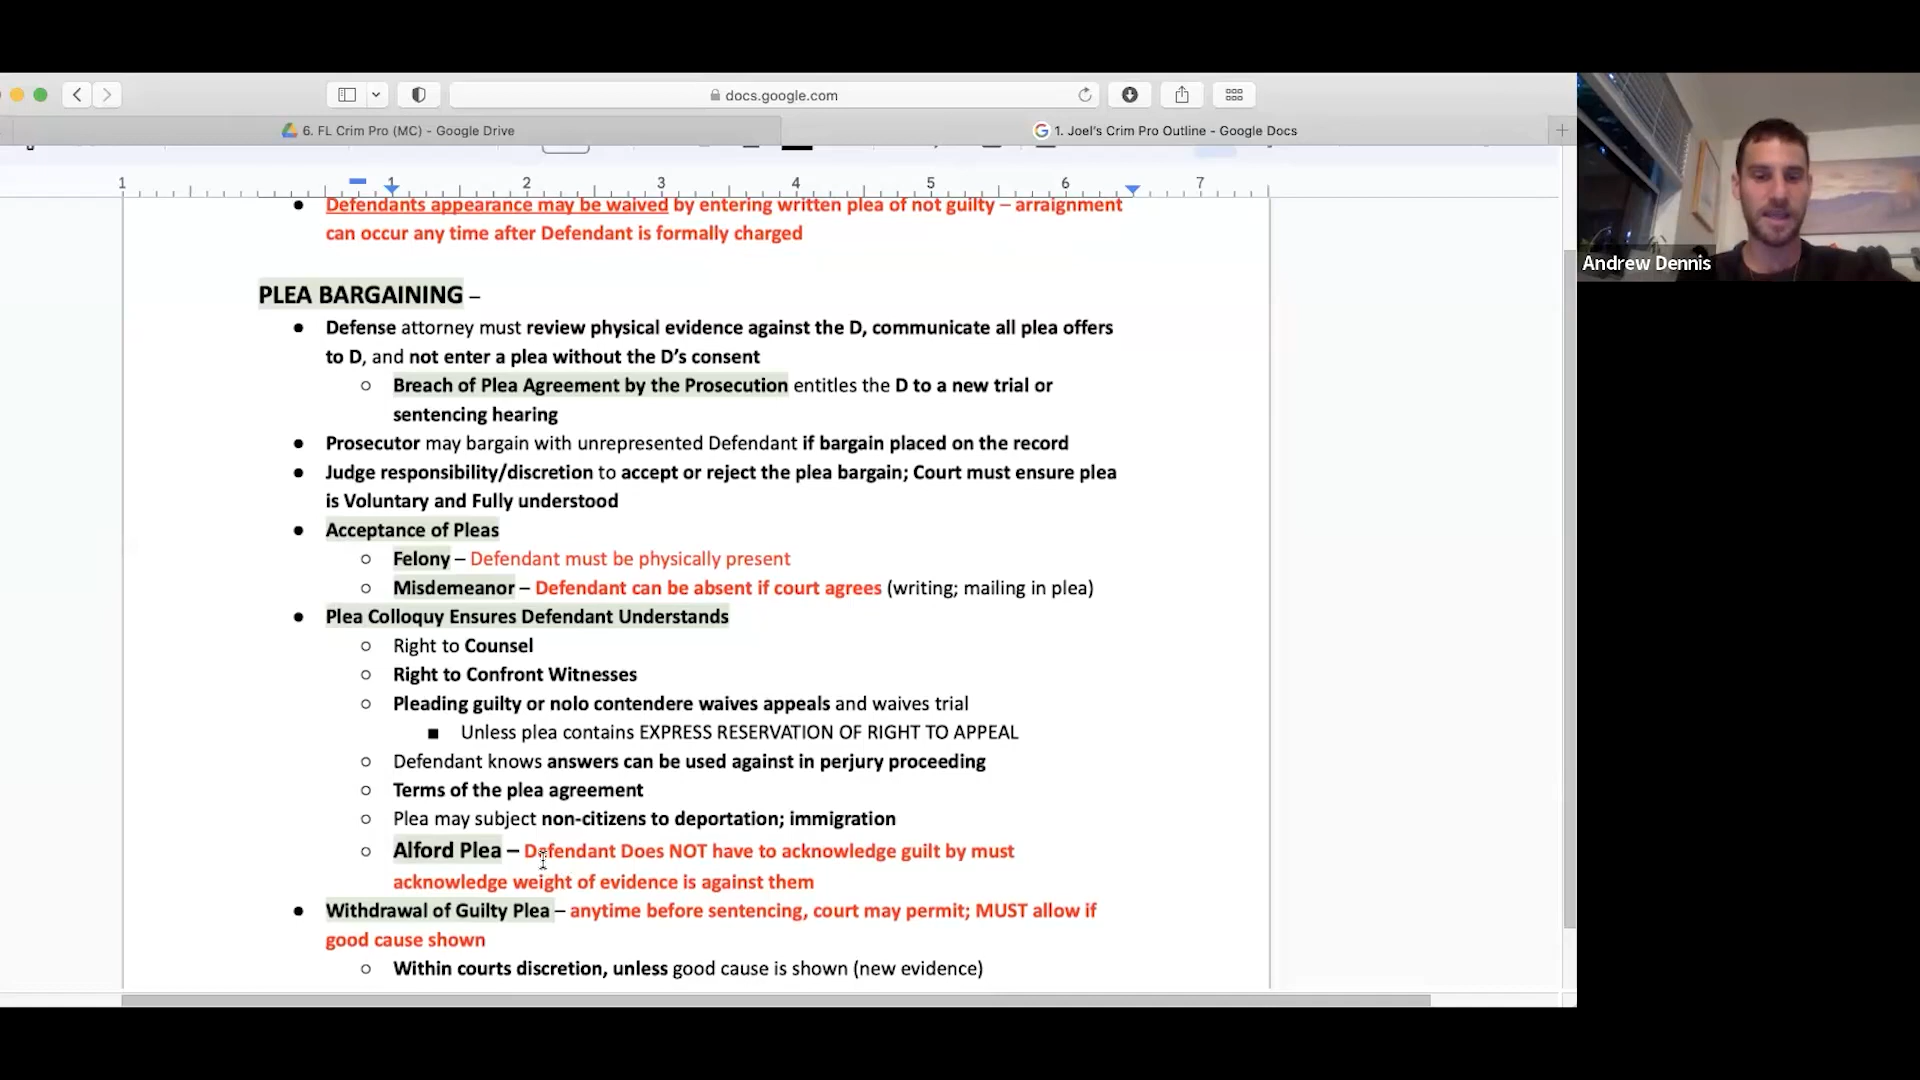 docs.google.com
6. FL Crim Pro (MC) - Google Drive
1. Joel's Crim Pro Outline - Google Docs
1 1 2 3 4 5 6 7
● Defendants appearance may be waived by entering written plea of not guilty – arraignment
can occur any time after Defendant is formally charged
Andrew Dennis
PLEA BARGAINING –
● Defense attorney must review physical evidence against the D, communicate all plea offers
to D, and not enter a plea without the D’s consent
○ Breach of Plea Agreement by the Prosecution entitles the D to a new trial or
sentencing hearing
● Prosecutor may bargain with unrepresented Defendant if bargain placed on the record
● Judge responsibility/discretion to accept or reject the plea bargain; Court must ensure plea
is Voluntary and Fully understood
● Acceptance of Pleas
○ Felony – Defendant must be physically present
○ Misdemeanor – Defendant can be absent if court agrees (writing; mailing in plea)
● Plea Colloquy Ensures Defendant Understands
○ Right to Counsel
○ Right to Confront Witnesses
○ Pleading guilty or nolo contendere waives appeals and waives trial
■ Unless plea contains EXPRESS RESERVATION OF RIGHT TO APPEAL
○ Defendant knows answers can be used against in perjury proceeding
○ Terms of the plea agreement
○ Plea may subject non-citizens to deportation; immigration
○ Alford Plea – Defendant Does NOT have to acknowledge guilt by must
acknowledge weight of evidence is against them
● Withdrawal of Guilty Plea – anytime before sentencing, court may permit; MUST allow if
good cause shown
○ Within courts discretion, unless good cause is shown (new evidence)